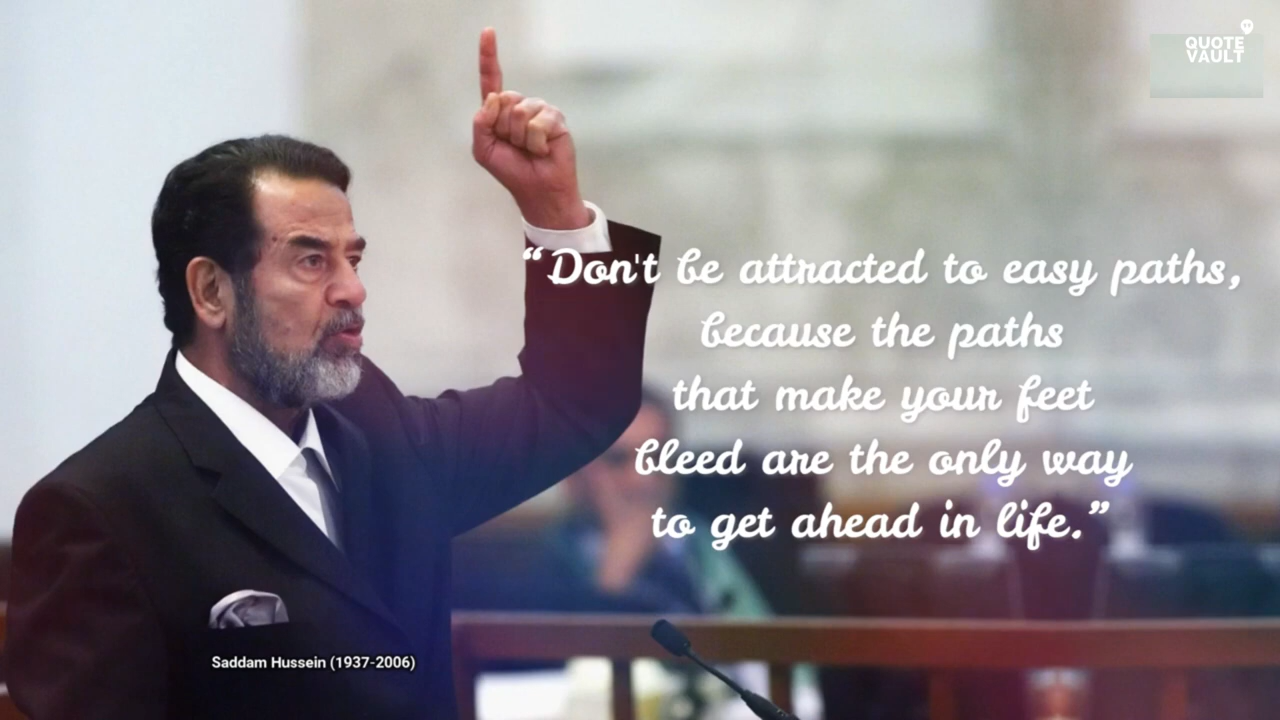 QUOTE
VAULT
“Don't be attracted to easy paths,
because the paths
that make your feet
bleed are the only way
to get ahead in life.”
Saddam Hussein (1937-2006)